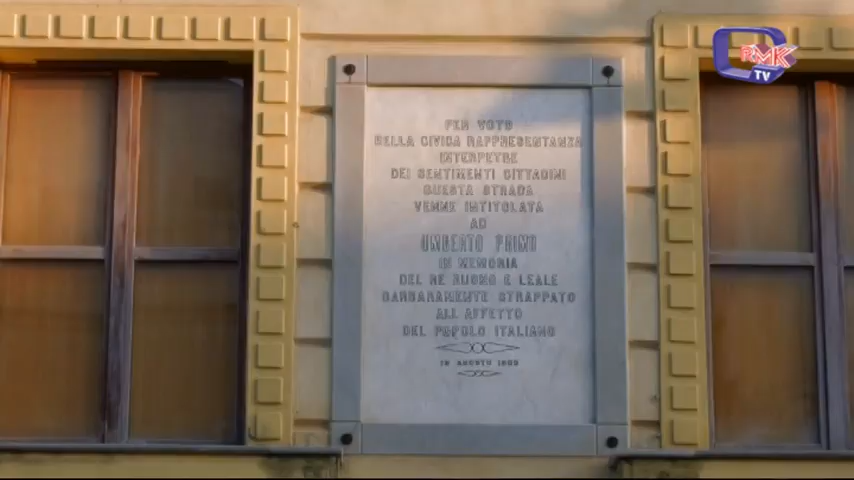 RMK
TV
PER VOTO
DELLA CIVICA RAPPRESENTANZA
INTERPETRE
DEI SENTIMENTI CITTADINI
QUESTA STRADA
VENNE INTITOLATA
AD
UMBERTO PRIMO
IN MEMORIA
DEL RE BUONO E LEALE
BARBARAMENTE STRAPPATO
ALL AFFETTO
DEL POPOLO ITALIANO
AGOSTO